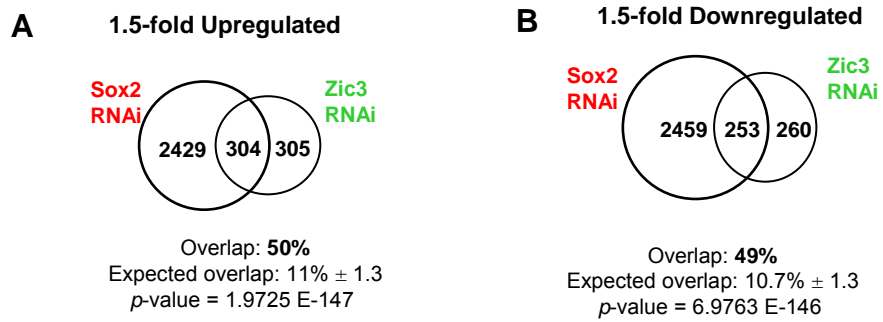 A
1.5-fold Upregulated
Sox2
RNAi
Zic3
RNAi
2429
304
305
Overlap: 50%
Expected overlap: 11% ± 1.3
p-value = 1.9725 E-147
B
1.5-fold Downregulated
Sox2
RNAi
Zic3
RNAi
2459
253
260
Overlap: 49%
Expected overlap: 10.7% ± 1.3
p-value = 6.9763 E-146